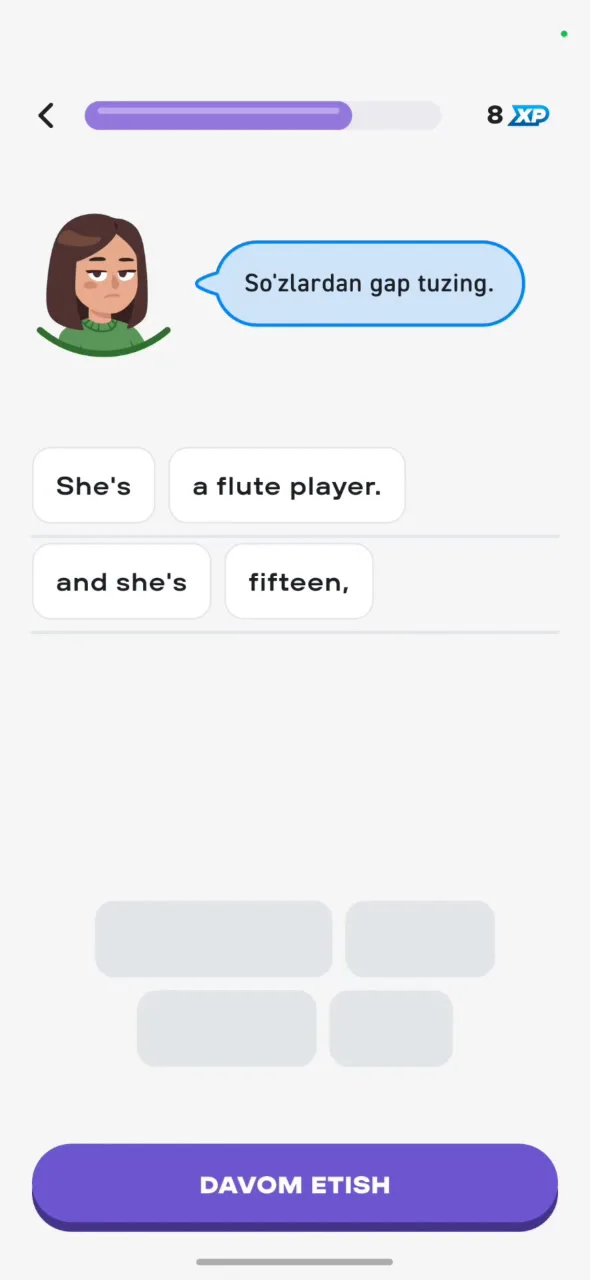 8 XP
So'zlardan gap tuzing.
She's a flute player.
and she's fifteen,
DAVOM ETISH